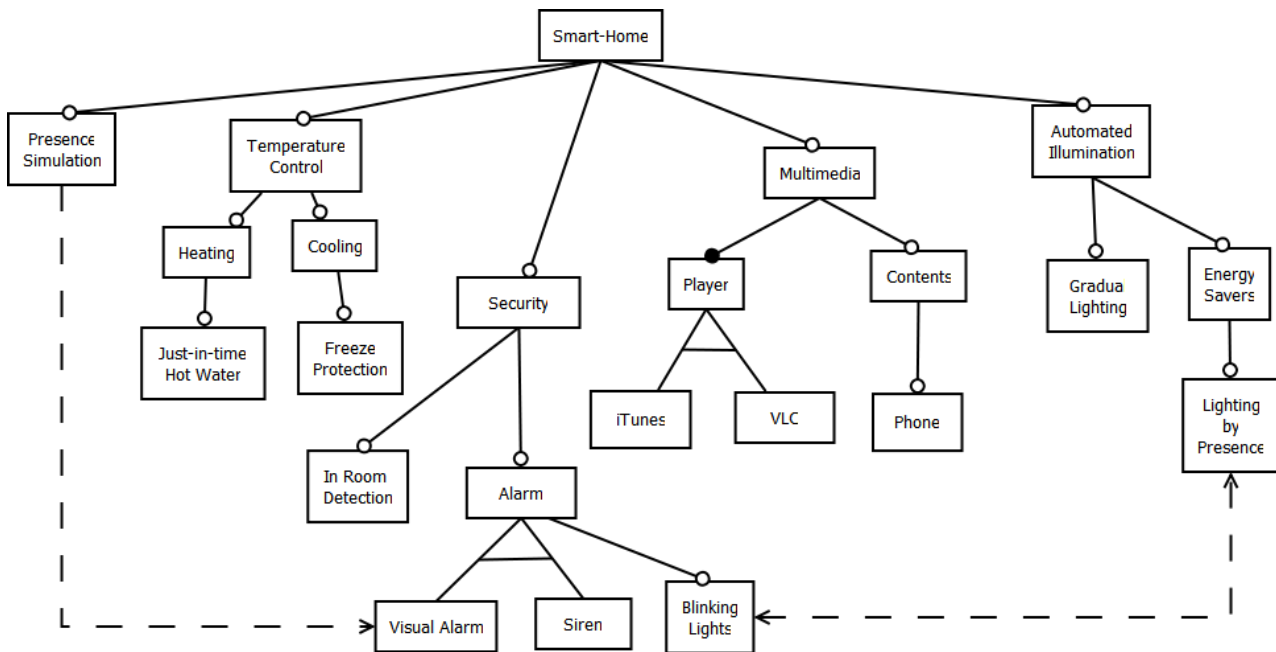 Smart-Home
Presence
Simulation
Temperature
Control
Multimedia
Automated
Illumination
Heating
Cooling
Security
Player
Contents
Gradua
Lighting
Energy
Savers
Just-in-time
Hot Water
Freeze
Protection
iTunes
VLC
Phone
Lighting
by
Presence
In Room
Detection
Alarm
Visual Alarm
Siren
Blinking
Lights